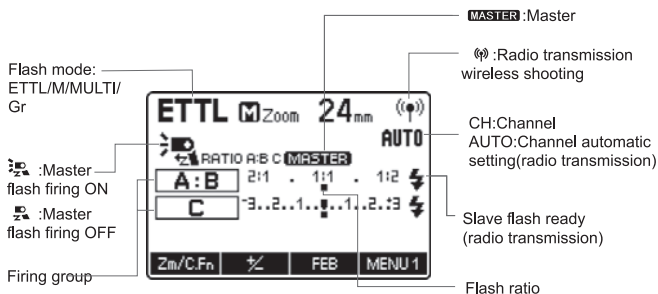 MASTER :Master
:Radio transmission
wireless shooting
Flash mode:
ETTL/M/MULTI/
Gr
ETTL M Zoom 24mm
AUTO
CH:Channel
AUTO:Channel automatic
setting(radio transmission)
RATIO A:B C MASTER
:Master
flash firing ON
A:B 2:1 . 1:1 . 1:2
C -3..2..1..0..1..2.:+3
:Master
flash firing OFF
Slave flash ready
(radio transmission)
Firing group
Zm/C.Fn +/- FEB MENU 1
Flash ratio